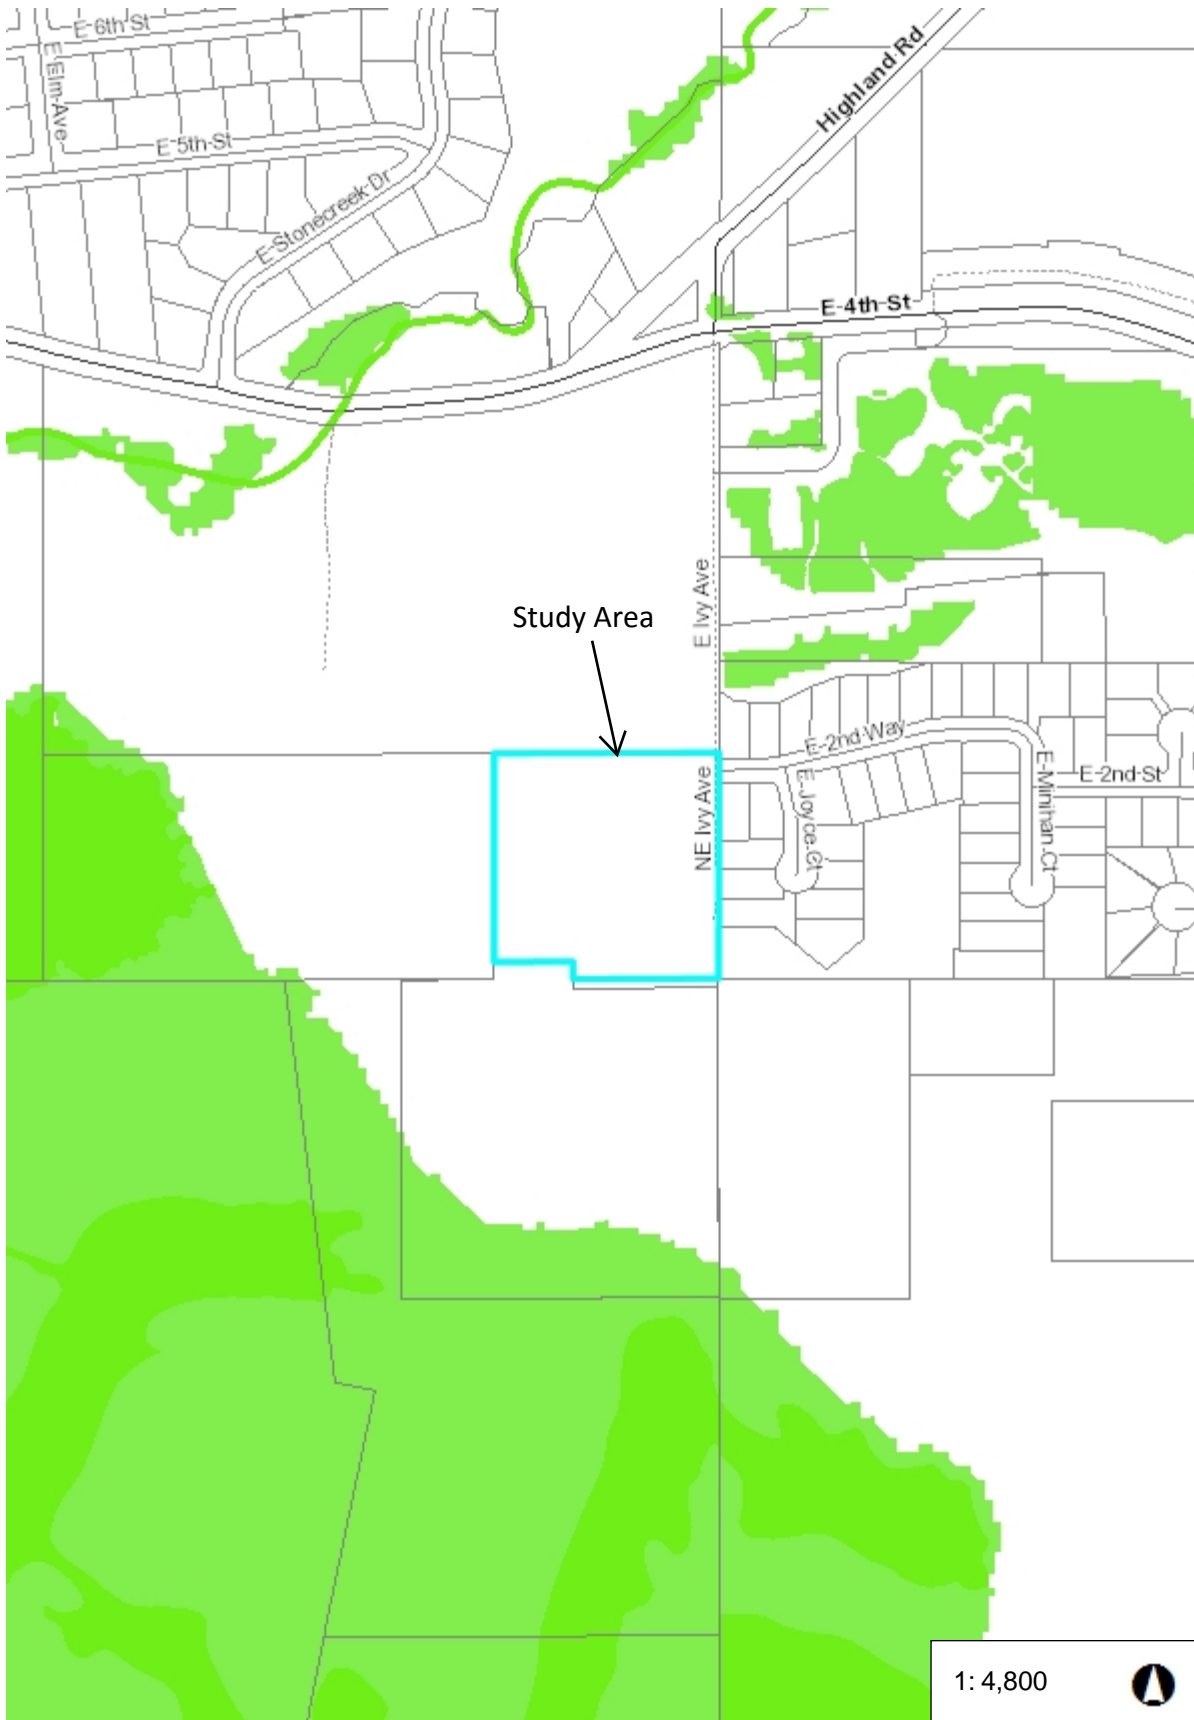 E 6th St
E Elm Ave
E 5th St
E Stonecreek Dr
Highland Rd
E 4th St
E Ivy Ave
Study Area
E 2nd Way
NE Ivy Ave
E Joyce Ct
E Minihan Ct
E 2nd St
1: 4,800